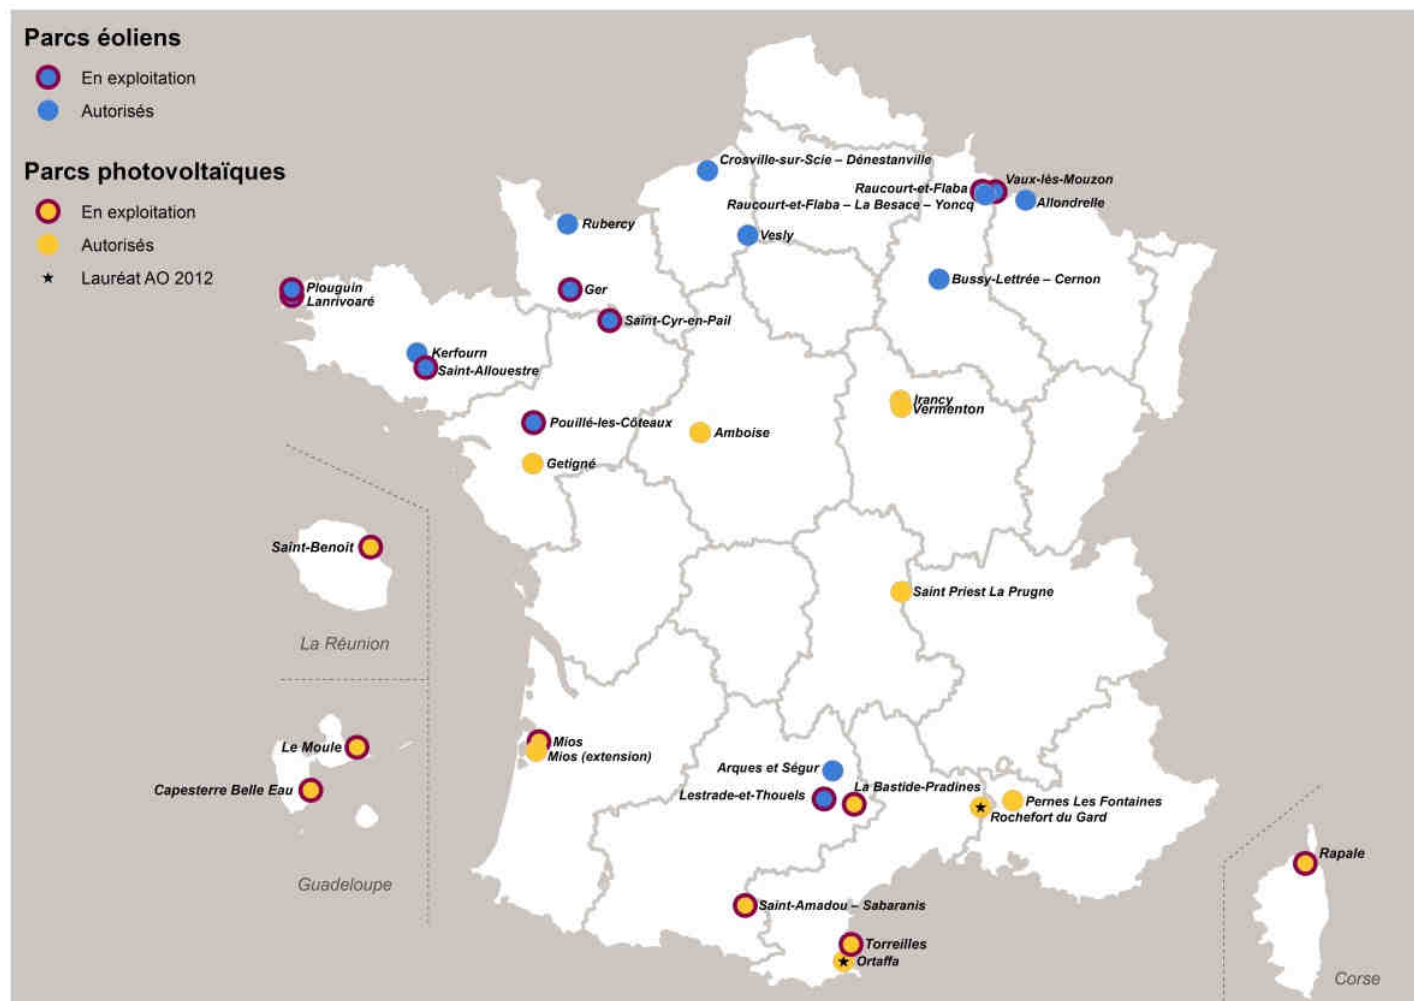 Parcs éoliens
En exploitation
Autorisés
Parcs photovoltaïques
En exploitation
Autorisés
Lauréat AO 2012
Crosville-sur-Scie – Dénestanville
Raucourt-et-Flaba
Vaux-lès-Mouzon
Raucourt-et-Flaba – La Besace – Yoncq
Allondrelle
Rubercy
Vesly
Bussy-Lettrée – Cernon
Plouguin
Lanrivoaré
Ger
Saint-Cyr-en-Pail
Kerfourn
Saint-Allouestre
Irancy
Vermenton
Pouillé-les-Côteaux
Amboise
Getigné
Saint-Benoît
Saint Priest La Prugne
La Réunion
Le Moule
Mios
Mios (extension)
Capesterre Belle Eau
Arques et Ségur
La Bastide-Pradines
Lestrade-et-Thouels
Pernes Les Fontaines
Rochefort du Gard
Rapale
Guadeloupe
Saint-Amadou – Sabaranis
Torreilles
Ortaffa
Corse